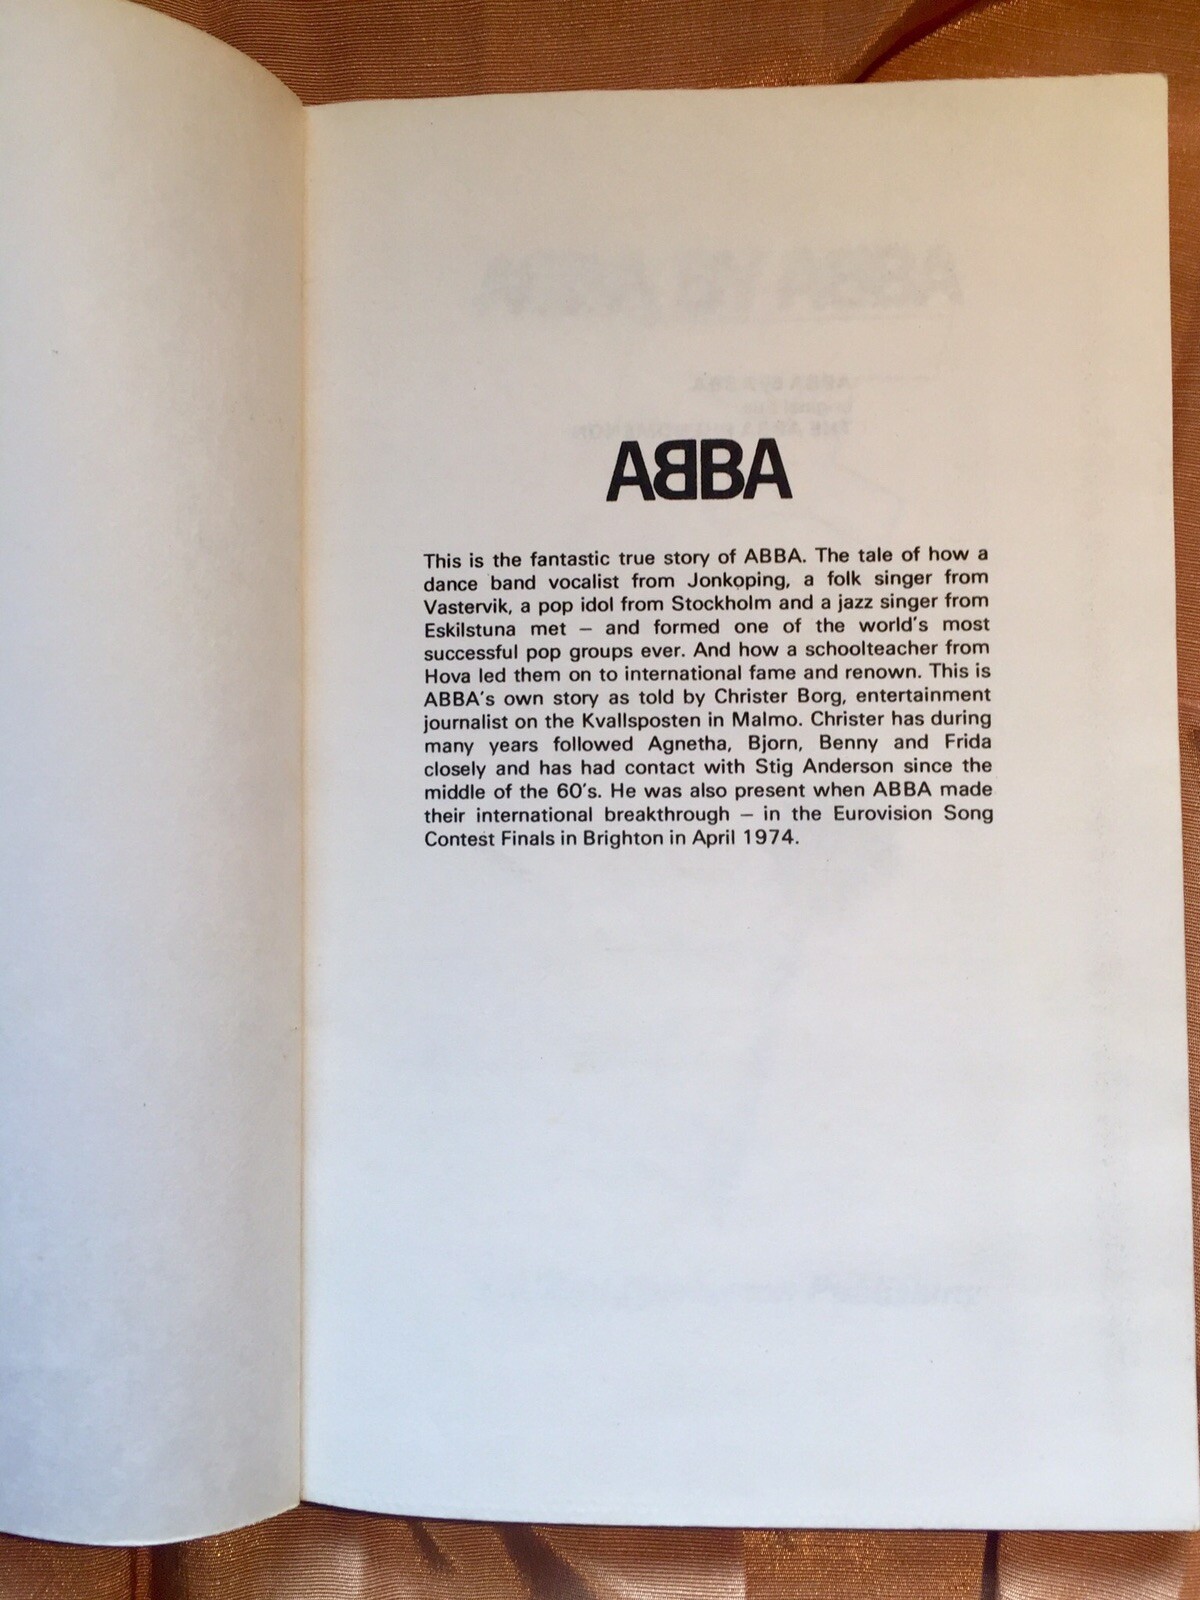 ABBA
This is the fantastic true story of ABBA. The tale of how a
dance band vocalist from Jonkoping, a folk singer from
Vastervik, a pop idol from Stockholm and a jazz singer from
Eskilstuna met – and formed one of the world's most
successful pop groups ever. And how a schoolteacher from
Hova led them on to international fame and renown. This is
ABBA's own story as told by Christer Borg, entertainment
journalist on the Kvallsposten in Malmo. Christer has during
many years followed Agnetha, Bjorn, Benny and Frida
closely and has had contact with Stig Anderson since the
middle of the 60's. He was also present when ABBA made
their international breakthrough – in the Eurovision Song
Contest Finals in Brighton in April 1974.